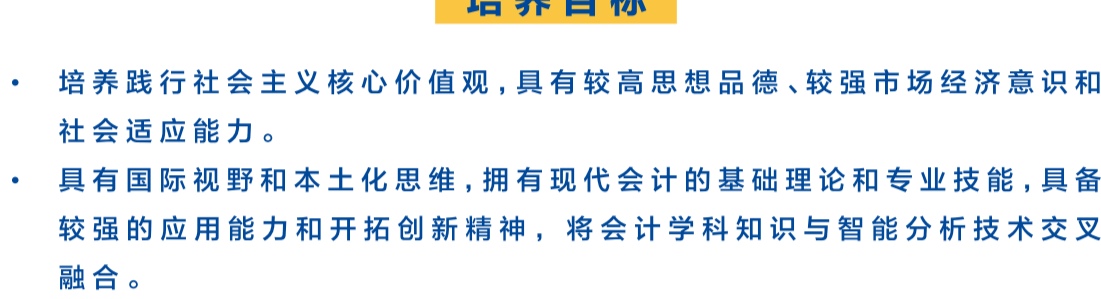 培养目标
• 培养践行社会主义核心价值观,具有较高思想品德、较强市场经济意识和
社会适应能力。
• 具有国际视野和本土化思维,拥有现代会计的基础理论和专业技能,具备
较强的应用能力和开拓创新精神，将会计学科知识与智能分析技术交叉
融合。